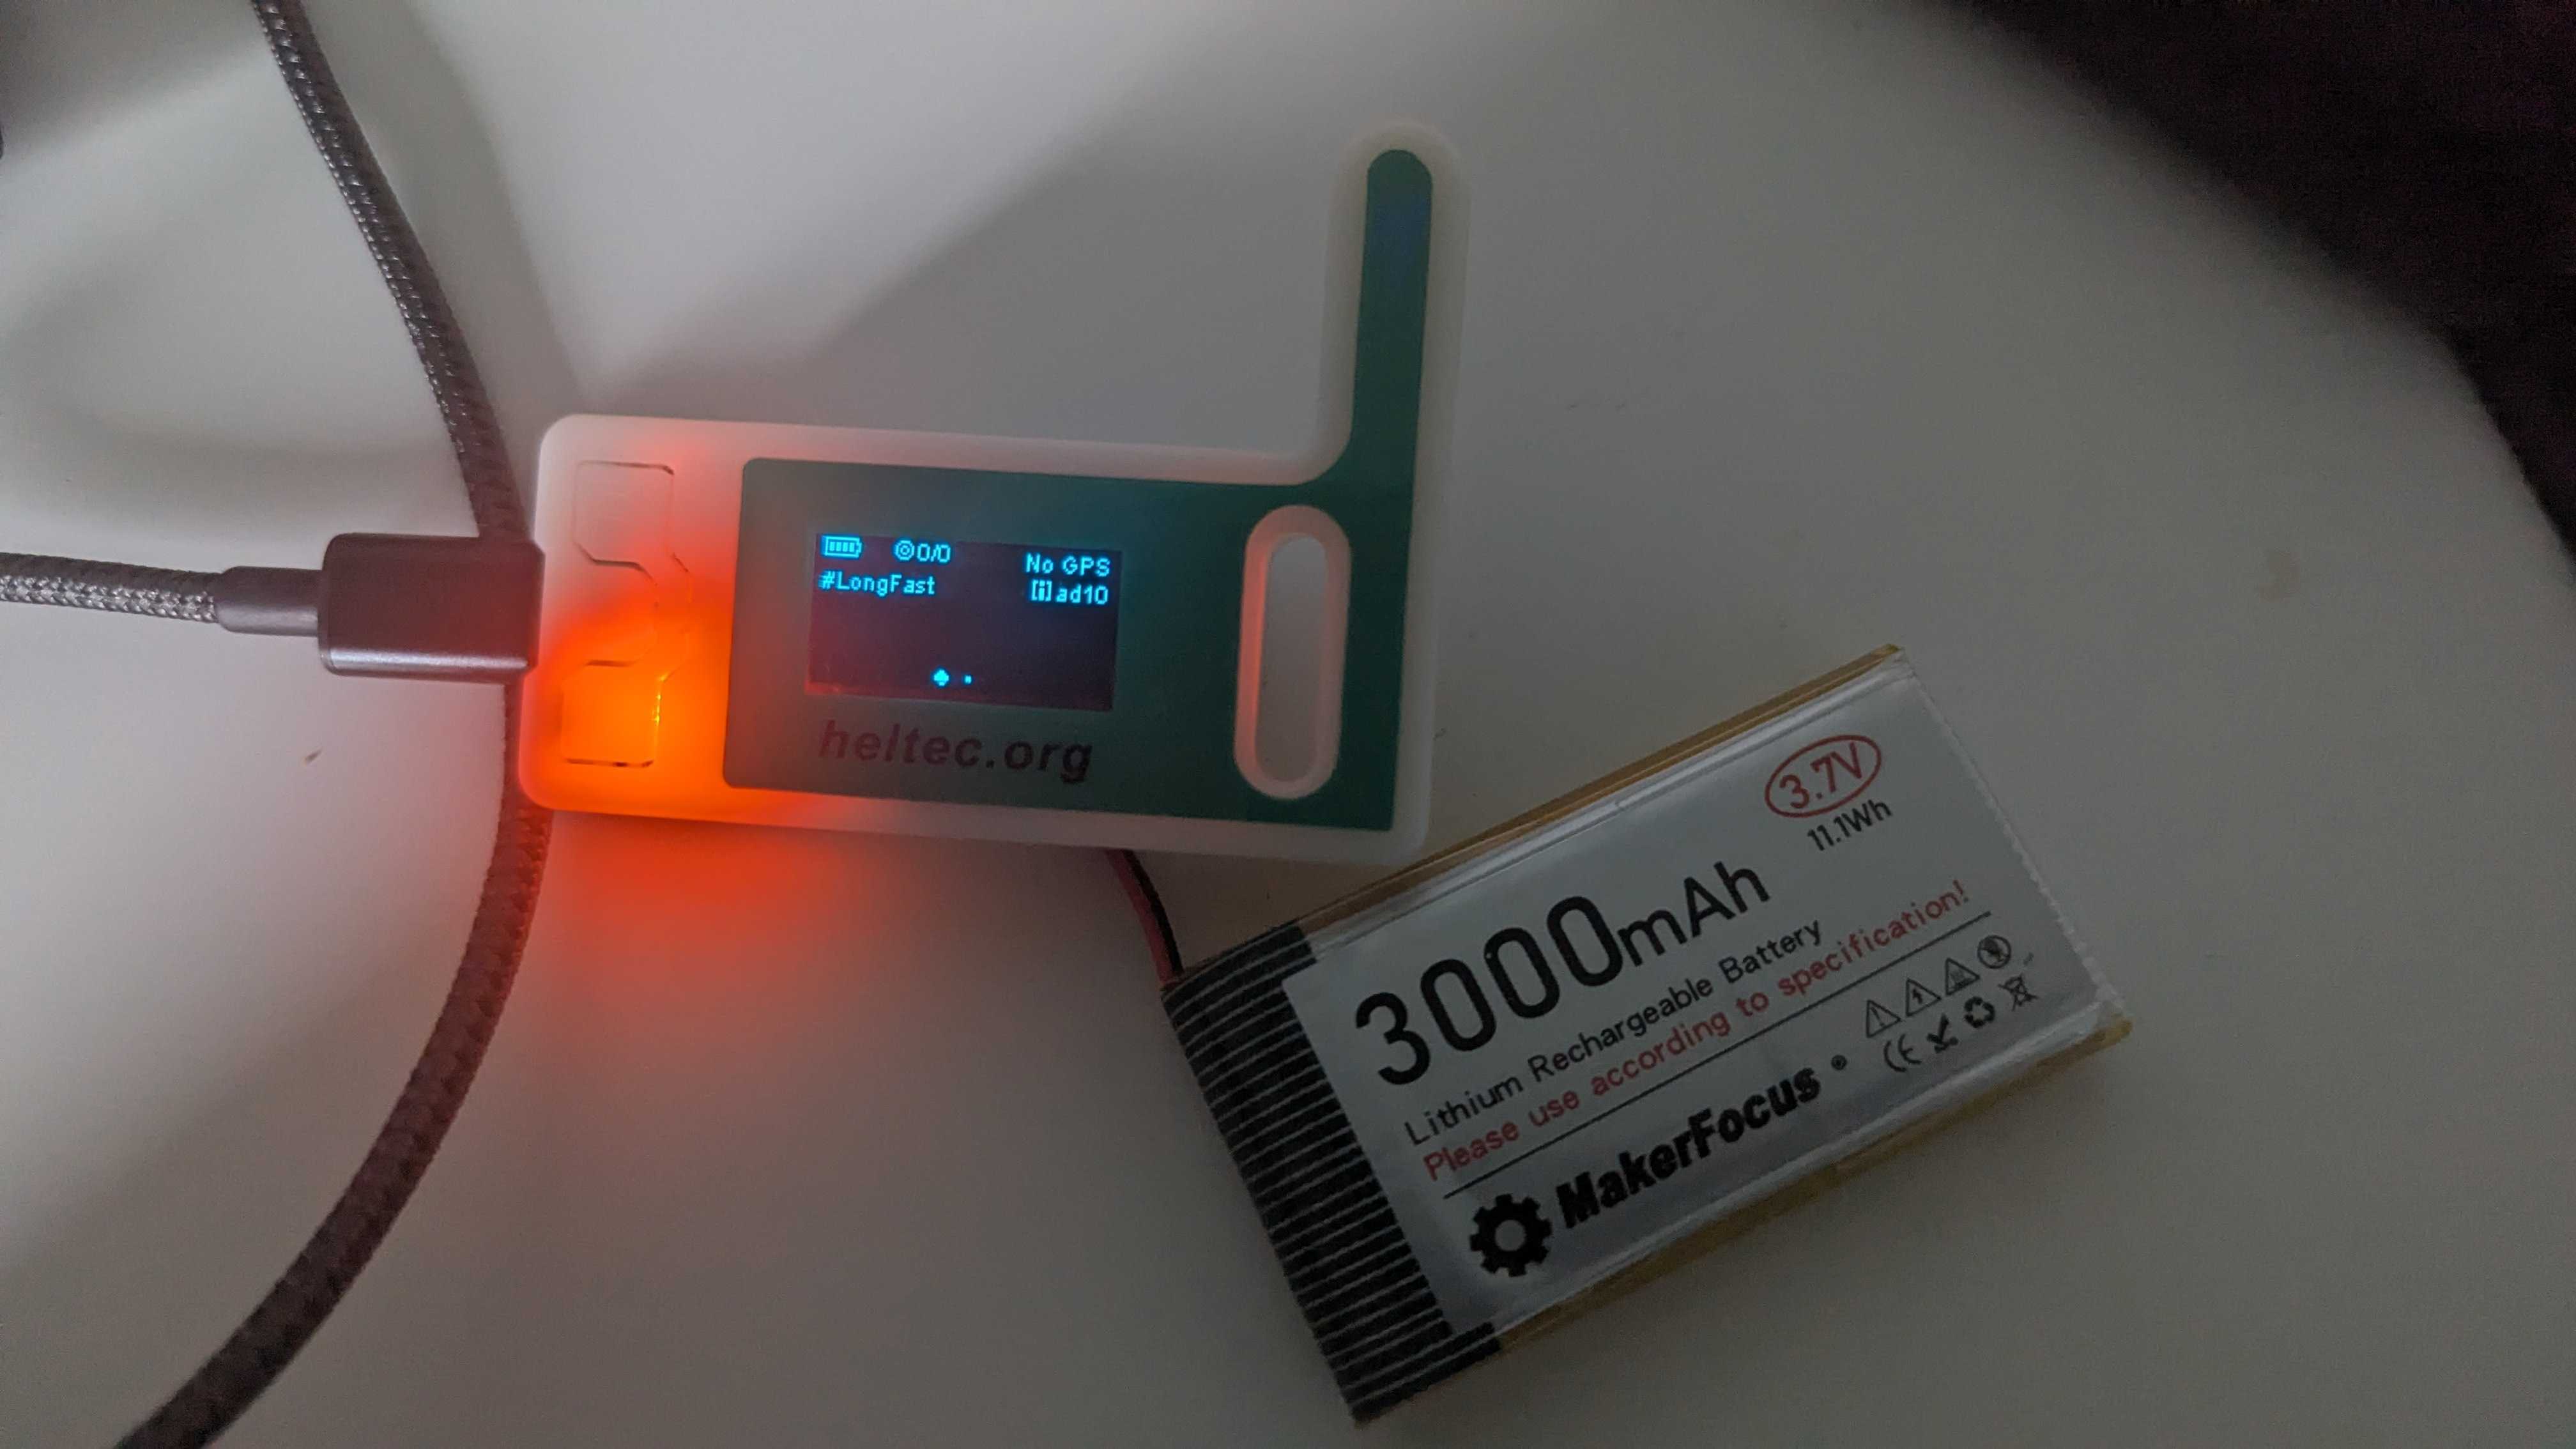 0/0
No GPS
#LongFast
ad10
heltec.org
3.7V
11.1Wh
3000mAh
Lithium Rechargeable Battery
Please use according to specification!
MakerFocus ®
CE